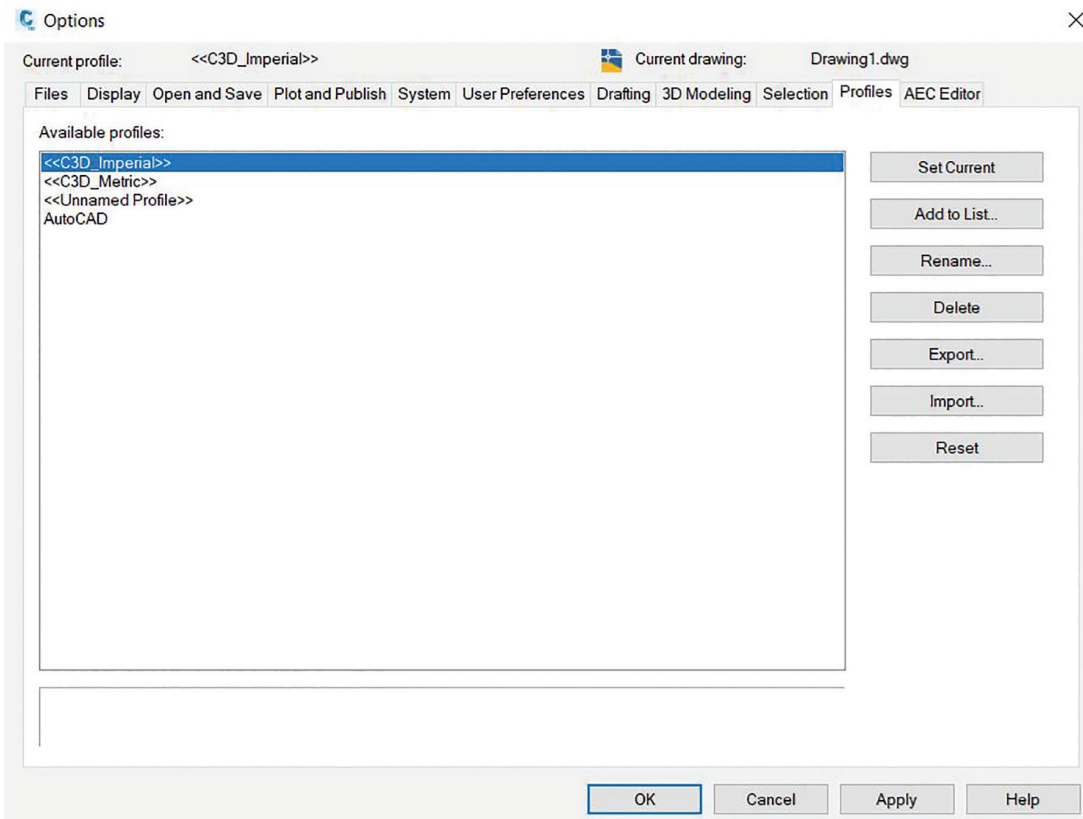 Options
Current profile: <<C3D_Imperial>> Current drawing: Drawing1.dwg
Files Display Open and Save Plot and Publish System User Preferences Drafting 3D Modeling Selection Profiles AEC Editor
Available profiles:
<<C3D_Imperial>>
<<C3D_Metric>>
<<Unnamed Profile>>
AutoCAD
Set Current
Add to List...
Rename...
Delete
Export...
Import...
Reset
OK Cancel Apply Help